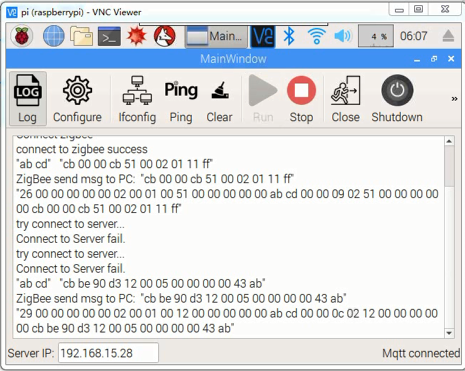 pi (raspberrypi) - VNC Viewer
4 % 06:07
MainWindow
LOG Ping
Log Configure Ifconfig Ping Clear Run Stop Close Shutdown »
Connect zigbee
connect to zigbee success
"ab cd" "cb 00 00 cb 51 00 02 01 11 ff"
ZigBee send msg to PC: "cb 00 00 cb 51 00 02 01 11 ff"
"26 00 00 00 00 00 02 00 01 00 51 00 00 00 00 00 ab cd 00 00 09 02 51 00 00 00 00
00 cb 00 00 cb 51 00 02 01 11 ff"
try connect to server...
Connect to Server fail.
try connect to server...
Connect to Server fail.
"ab cd" "cb be 90 d3 12 00 05 00 00 00 00 43 ab"
ZigBee send msg to PC: "cb be 90 d3 12 00 05 00 00 00 00 43 ab"
"29 00 00 00 00 00 02 00 01 00 12 00 00 00 00 00 ab cd 00 00 0c 02 12 00 00 00 00
00 cb be 90 d3 12 00 05 00 00 00 00 43 ab"
Server IP: 192.168.15.28 Mqtt connected